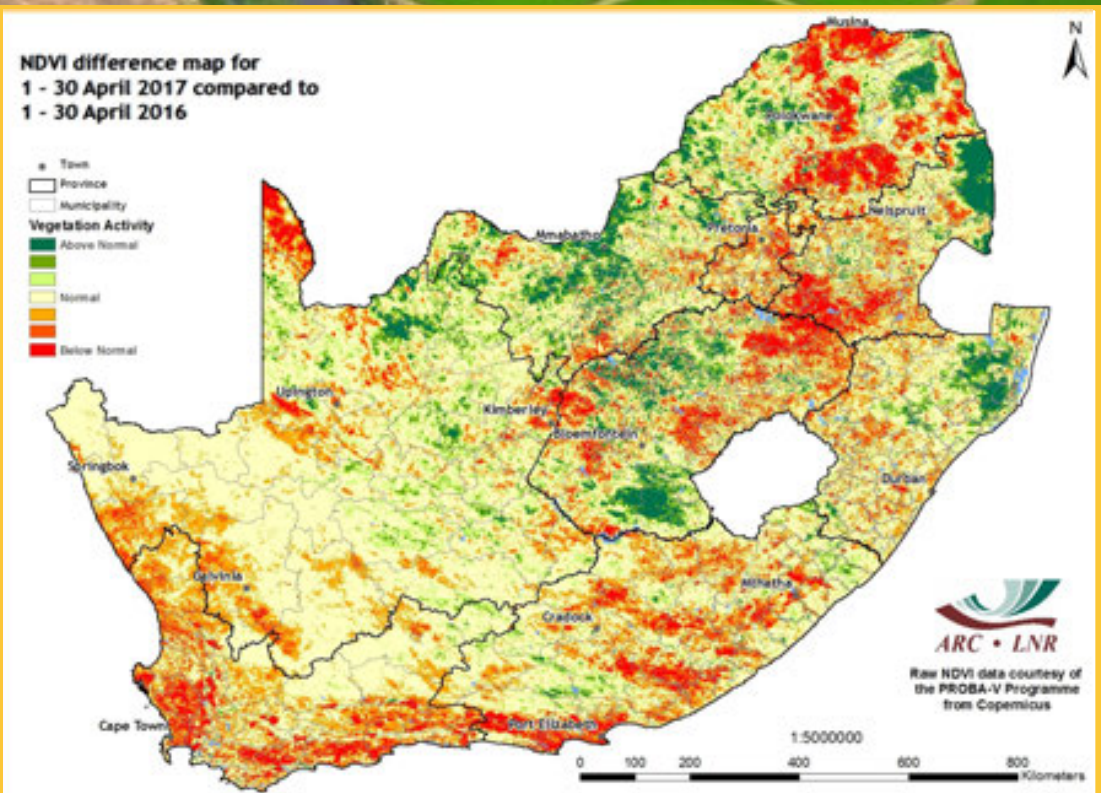 NDVI difference map for
1 - 30 April 2017 compared to
1 - 30 April 2016
N
Town
Province
Municipality
Vegetation Activity
Above Normal
Normal
Below Normal
Musina
Polokwane
Nelspruit
Pretoria
Mmabatho
Upington
Kimberley
Bloemfontein
Springbok
Durban
Calvinia
Mthatha
Cradock
Cape Town
Port Elizabeth
ARC • LNR
Raw NDVI data courtesy of
the PROBA-V Programme
from Copernicus
1:5000000
0 100 200 400 600 800
Kilometers